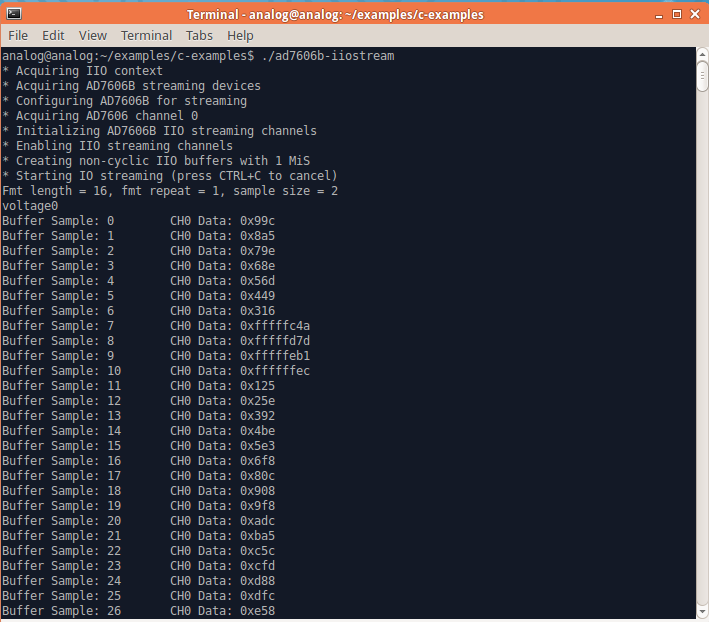 Terminal - analog@analog: ~/examples/c-examples
File Edit View Terminal Tabs Help
analog@analog:~/examples/c-examples$ ./ad7606b-iiostream
* Acquiring IIO context
* Acquiring AD7606B streaming devices
* Configuring AD7606B for streaming
* Acquiring AD7606 channel 0
* Initializing AD7606B IIO streaming channels
* Enabling IIO streaming channels
* Creating non-cyclic IIO buffers with 1 MiS
* Starting IO streaming (press CTRL+C to cancel)
Fmt length = 16, fmt repeat = 1, sample size = 2
voltage0
Buffer Sample: 0 CH0 Data: 0x99c
Buffer Sample: 1 CH0 Data: 0x8a5
Buffer Sample: 2 CH0 Data: 0x79e
Buffer Sample: 3 CH0 Data: 0x68e
Buffer Sample: 4 CH0 Data: 0x56d
Buffer Sample: 5 CH0 Data: 0x449
Buffer Sample: 6 CH0 Data: 0x316
Buffer Sample: 7 CH0 Data: 0xfffffc4a
Buffer Sample: 8 CH0 Data: 0xfffffd7d
Buffer Sample: 9 CH0 Data: 0xfffffeb1
Buffer Sample: 10 CH0 Data: 0xffffffec
Buffer Sample: 11 CH0 Data: 0x125
Buffer Sample: 12 CH0 Data: 0x25e
Buffer Sample: 13 CH0 Data: 0x392
Buffer Sample: 14 CH0 Data: 0x4be
Buffer Sample: 15 CH0 Data: 0x5e3
Buffer Sample: 16 CH0 Data: 0x6f8
Buffer Sample: 17 CH0 Data: 0x80c
Buffer Sample: 18 CH0 Data: 0x908
Buffer Sample: 19 CH0 Data: 0x9f8
Buffer Sample: 20 CH0 Data: 0xadc
Buffer Sample: 21 CH0 Data: 0xba5
Buffer Sample: 22 CH0 Data: 0xc5c
Buffer Sample: 23 CH0 Data: 0xcfd
Buffer Sample: 24 CH0 Data: 0xd88
Buffer Sample: 25 CH0 Data: 0xdfc
Buffer Sample: 26 CH0 Data: 0xe58